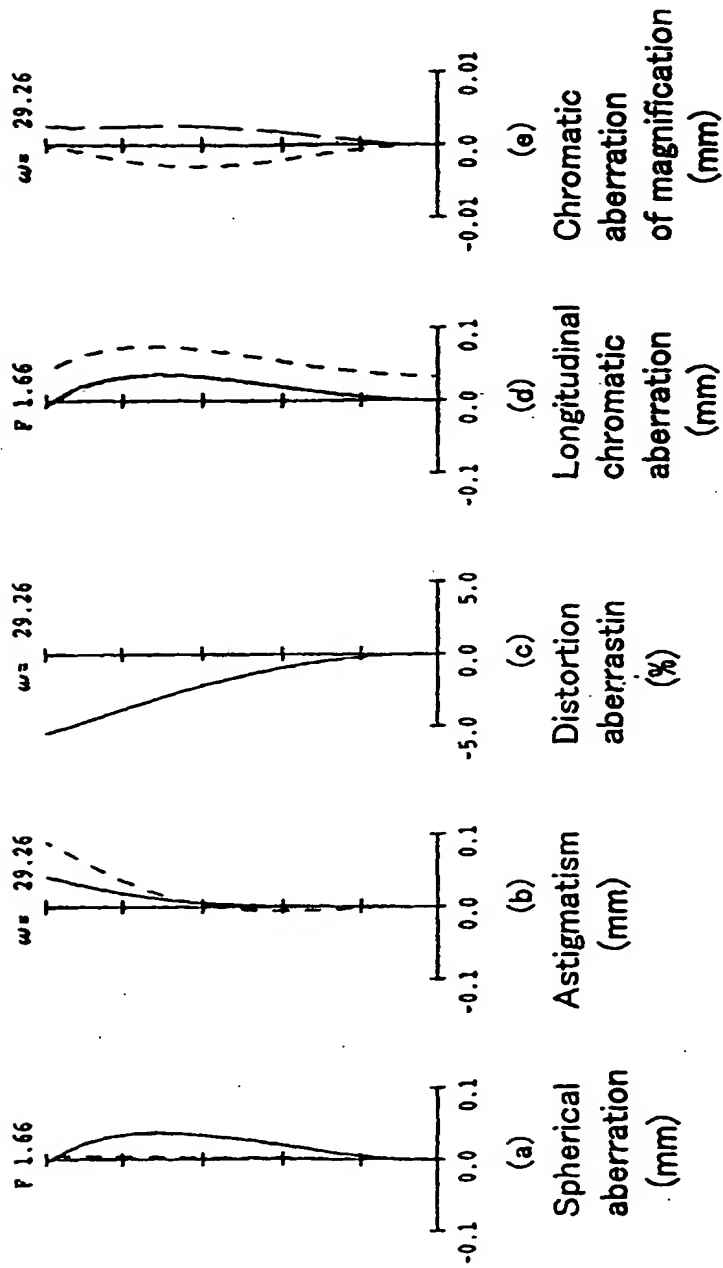 F 1.66
-0.1 0.0 0.1
(a)
Spherical
aberration
(mm)
ω= 29.26
-0.1 0.0 0.1
(b)
Astigmatism
(mm)
ω= 29.26
-5.0 0.0 5.0
(c)
Distortion
aberrastin
(%)
F 1.66
-0.1 0.0 0.1
(d)
Longitudinal
chromatic
aberration
(mm)
ω= 29.26
-0.01 0.0 0.01
(e)
Chromatic
aberration
of magnification
(mm)